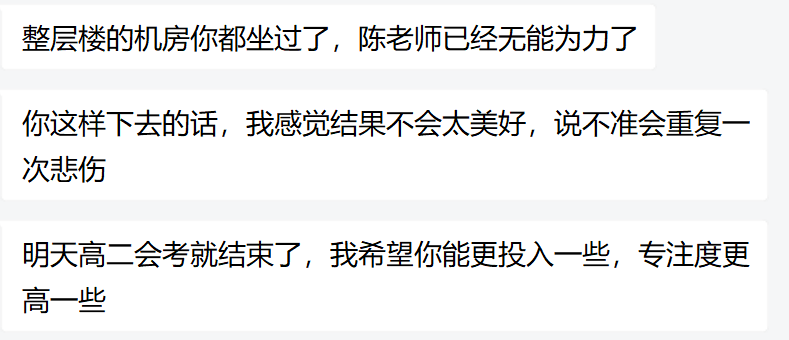 整层楼的机房你都坐过了，陈老师已经无能为力了
你这样下去的话，我感觉结果不会太美好，说不准会重复一
次悲伤
明天高二会考就结束了，我希望你能更投入一些，专注度更
高一些